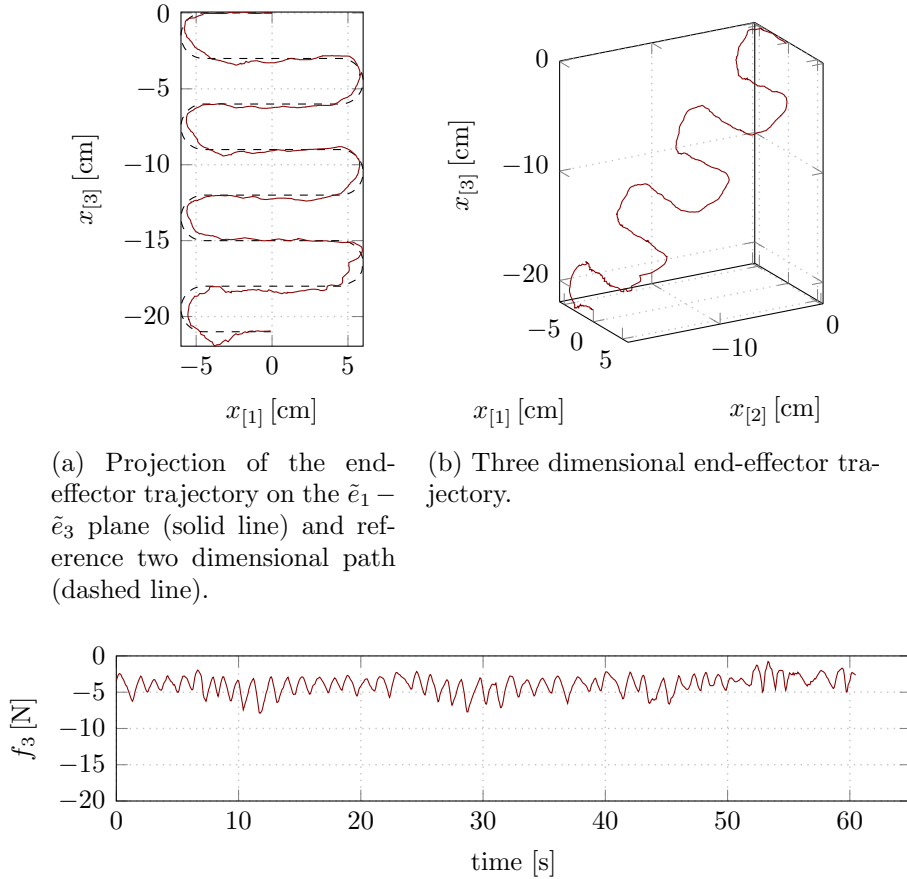 0
−5
−10
−15
−20
x[3] [cm]
−5 0 5
x[1] [cm]
0
−10
−20
x[3] [cm]
−5
0
5
−10
0
x[1] [cm]
x[2] [cm]
(a) Projection of the end-
effector trajectory on the ẽ1 −
ẽ3 plane (solid line) and ref-
erence two dimensional path
(dashed line).
(b) Three dimensional end-effector tra-
jectory.
0
−5
−10
−15
−20
f3 [N]
0 10 20 30 40 50 60
time [s]